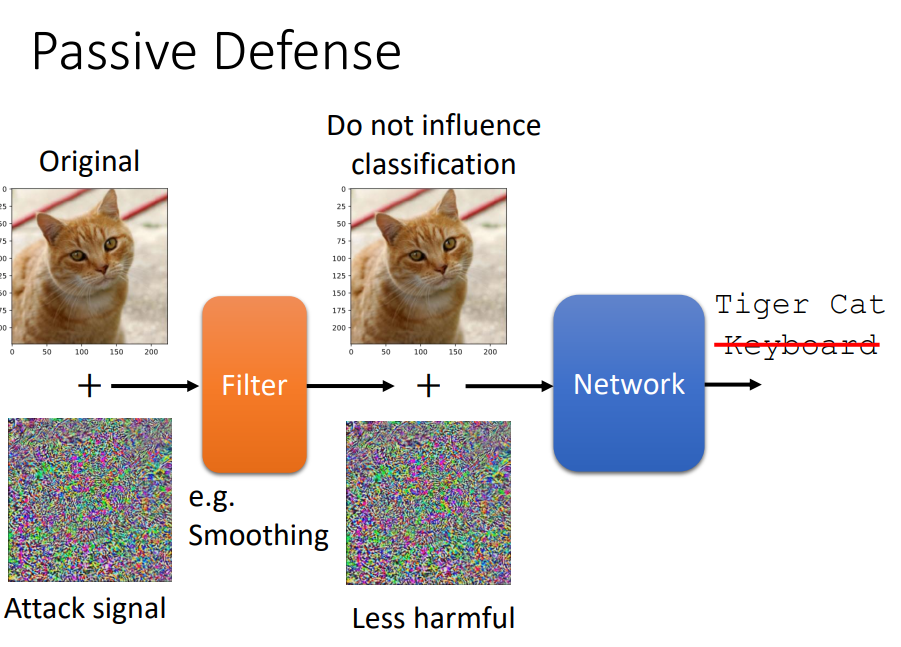 Passive Defense
Original
Do not influence
classification
0
25
50
75
100
125
150
175
200
0 50 100 150 200
0
25
50
75
100
125
150
175
200
0 50 100 150 200
+
Filter
+
Network
Tiger Cat
Keyboard
e.g.
Smoothing
Attack signal
Less harmful